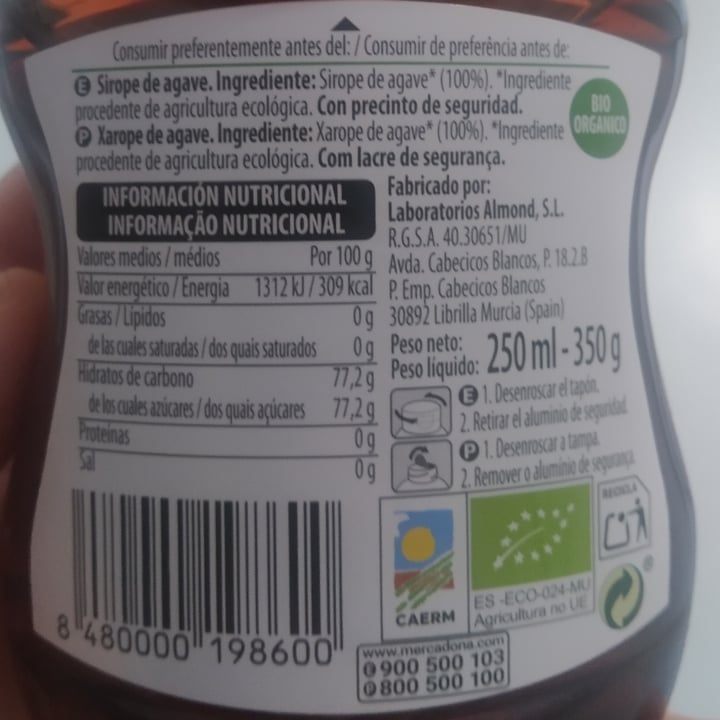 Consumir preferentemente antes del: / Consumir de preferência antes de:
E Sirope de agave. Ingrediente: Sirope de agave* (100%). *Ingrediente
procedente de agricultura ecológica. Con precinto de seguridad.
P Xarope de agave. Ingrediente: Xarope de agave* (100%). *Ingrediente
procedente de agricultura ecológica. Com lacre de segurança.
BIO
ORGANICO
INFORMACIÓN NUTRICIONAL
INFORMAÇÃO NUTRICIONAL
Valores medios / médios Por 100 g
Valor energético / Energia 1312 kJ / 309 kcal
Grasas / Lípidos 0 g
de las cuales saturadas / dos quais saturados 0 g
Hidratos de carbono 77,2 g
de los cuales azúcares / dos quais açúcares 77,2 g
Proteínas 0 g
Sal 0 g
Fabricado por:
Laboratorios Almond, S.L.
R.G.S.A. 40.30651/MU
Avda. Cabecicos Blancos, P. 18.2.B
P. Emp. Cabecicos Blancos
30892 Librilla Murcia (Spain)
Peso neto:
Peso líquido: 250 ml - 350 g
E 1. Desenroscar el tapón.
2. Retirar el aluminio de seguridad.
P 1. Desenroscar a tampa.
2. Remover o alumínio de segurança.
RECICLA
CAERM
ES-ECO-024-MU
Agricultura no UE
®
8 480000 198600
www.mercadona.com
E 900 500 103
P 800 500 100